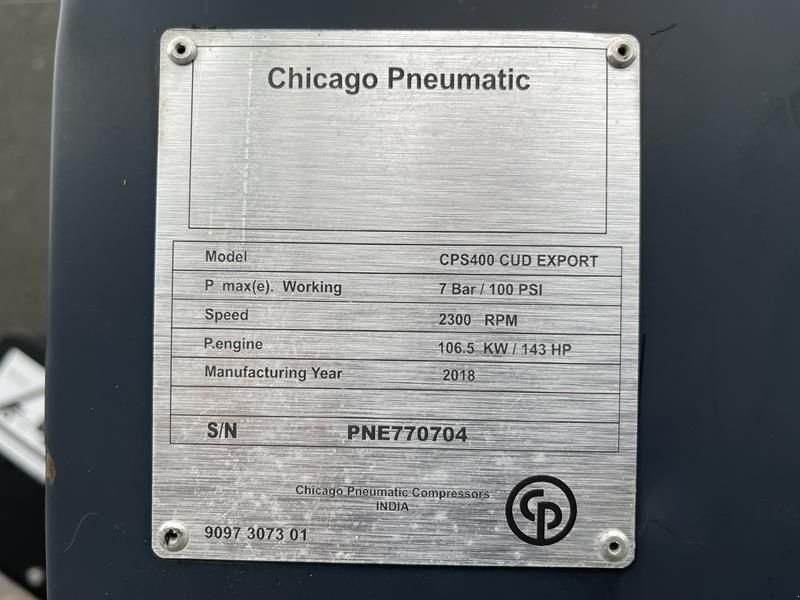 Chicago Pneumatic
Model CPS400 CUD EXPORT
P max(e). Working 7 Bar / 100 PSI
Speed 2300 RPM
P.engine 106.5 KW / 143 HP
Manufacturing Year 2018
S/N PNE770704
Chicago Pneumatic Compressors
INDIA
CP
9097 3073 01